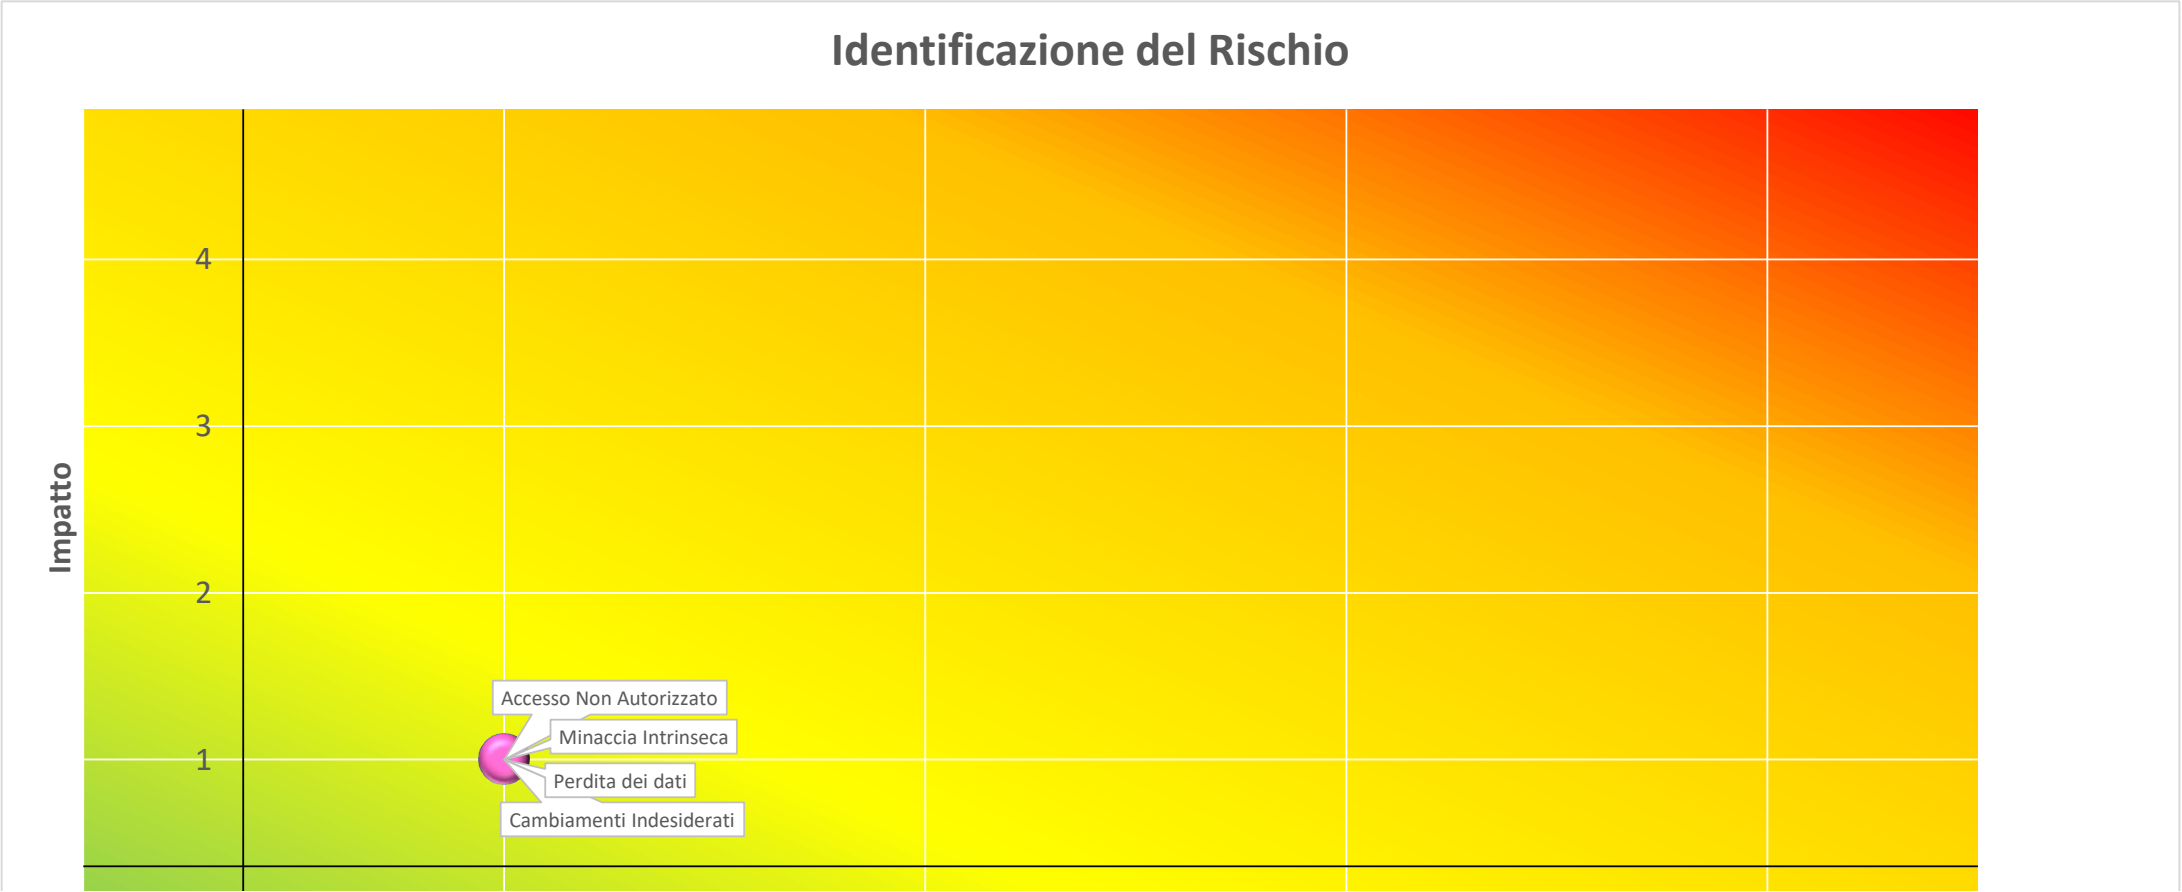 Identificazione del Rischio
4
3
Impatto
2
Accesso Non Autorizzato
Minaccia Intrinseca
1
Perdita dei dati
Cambiamenti Indesiderati